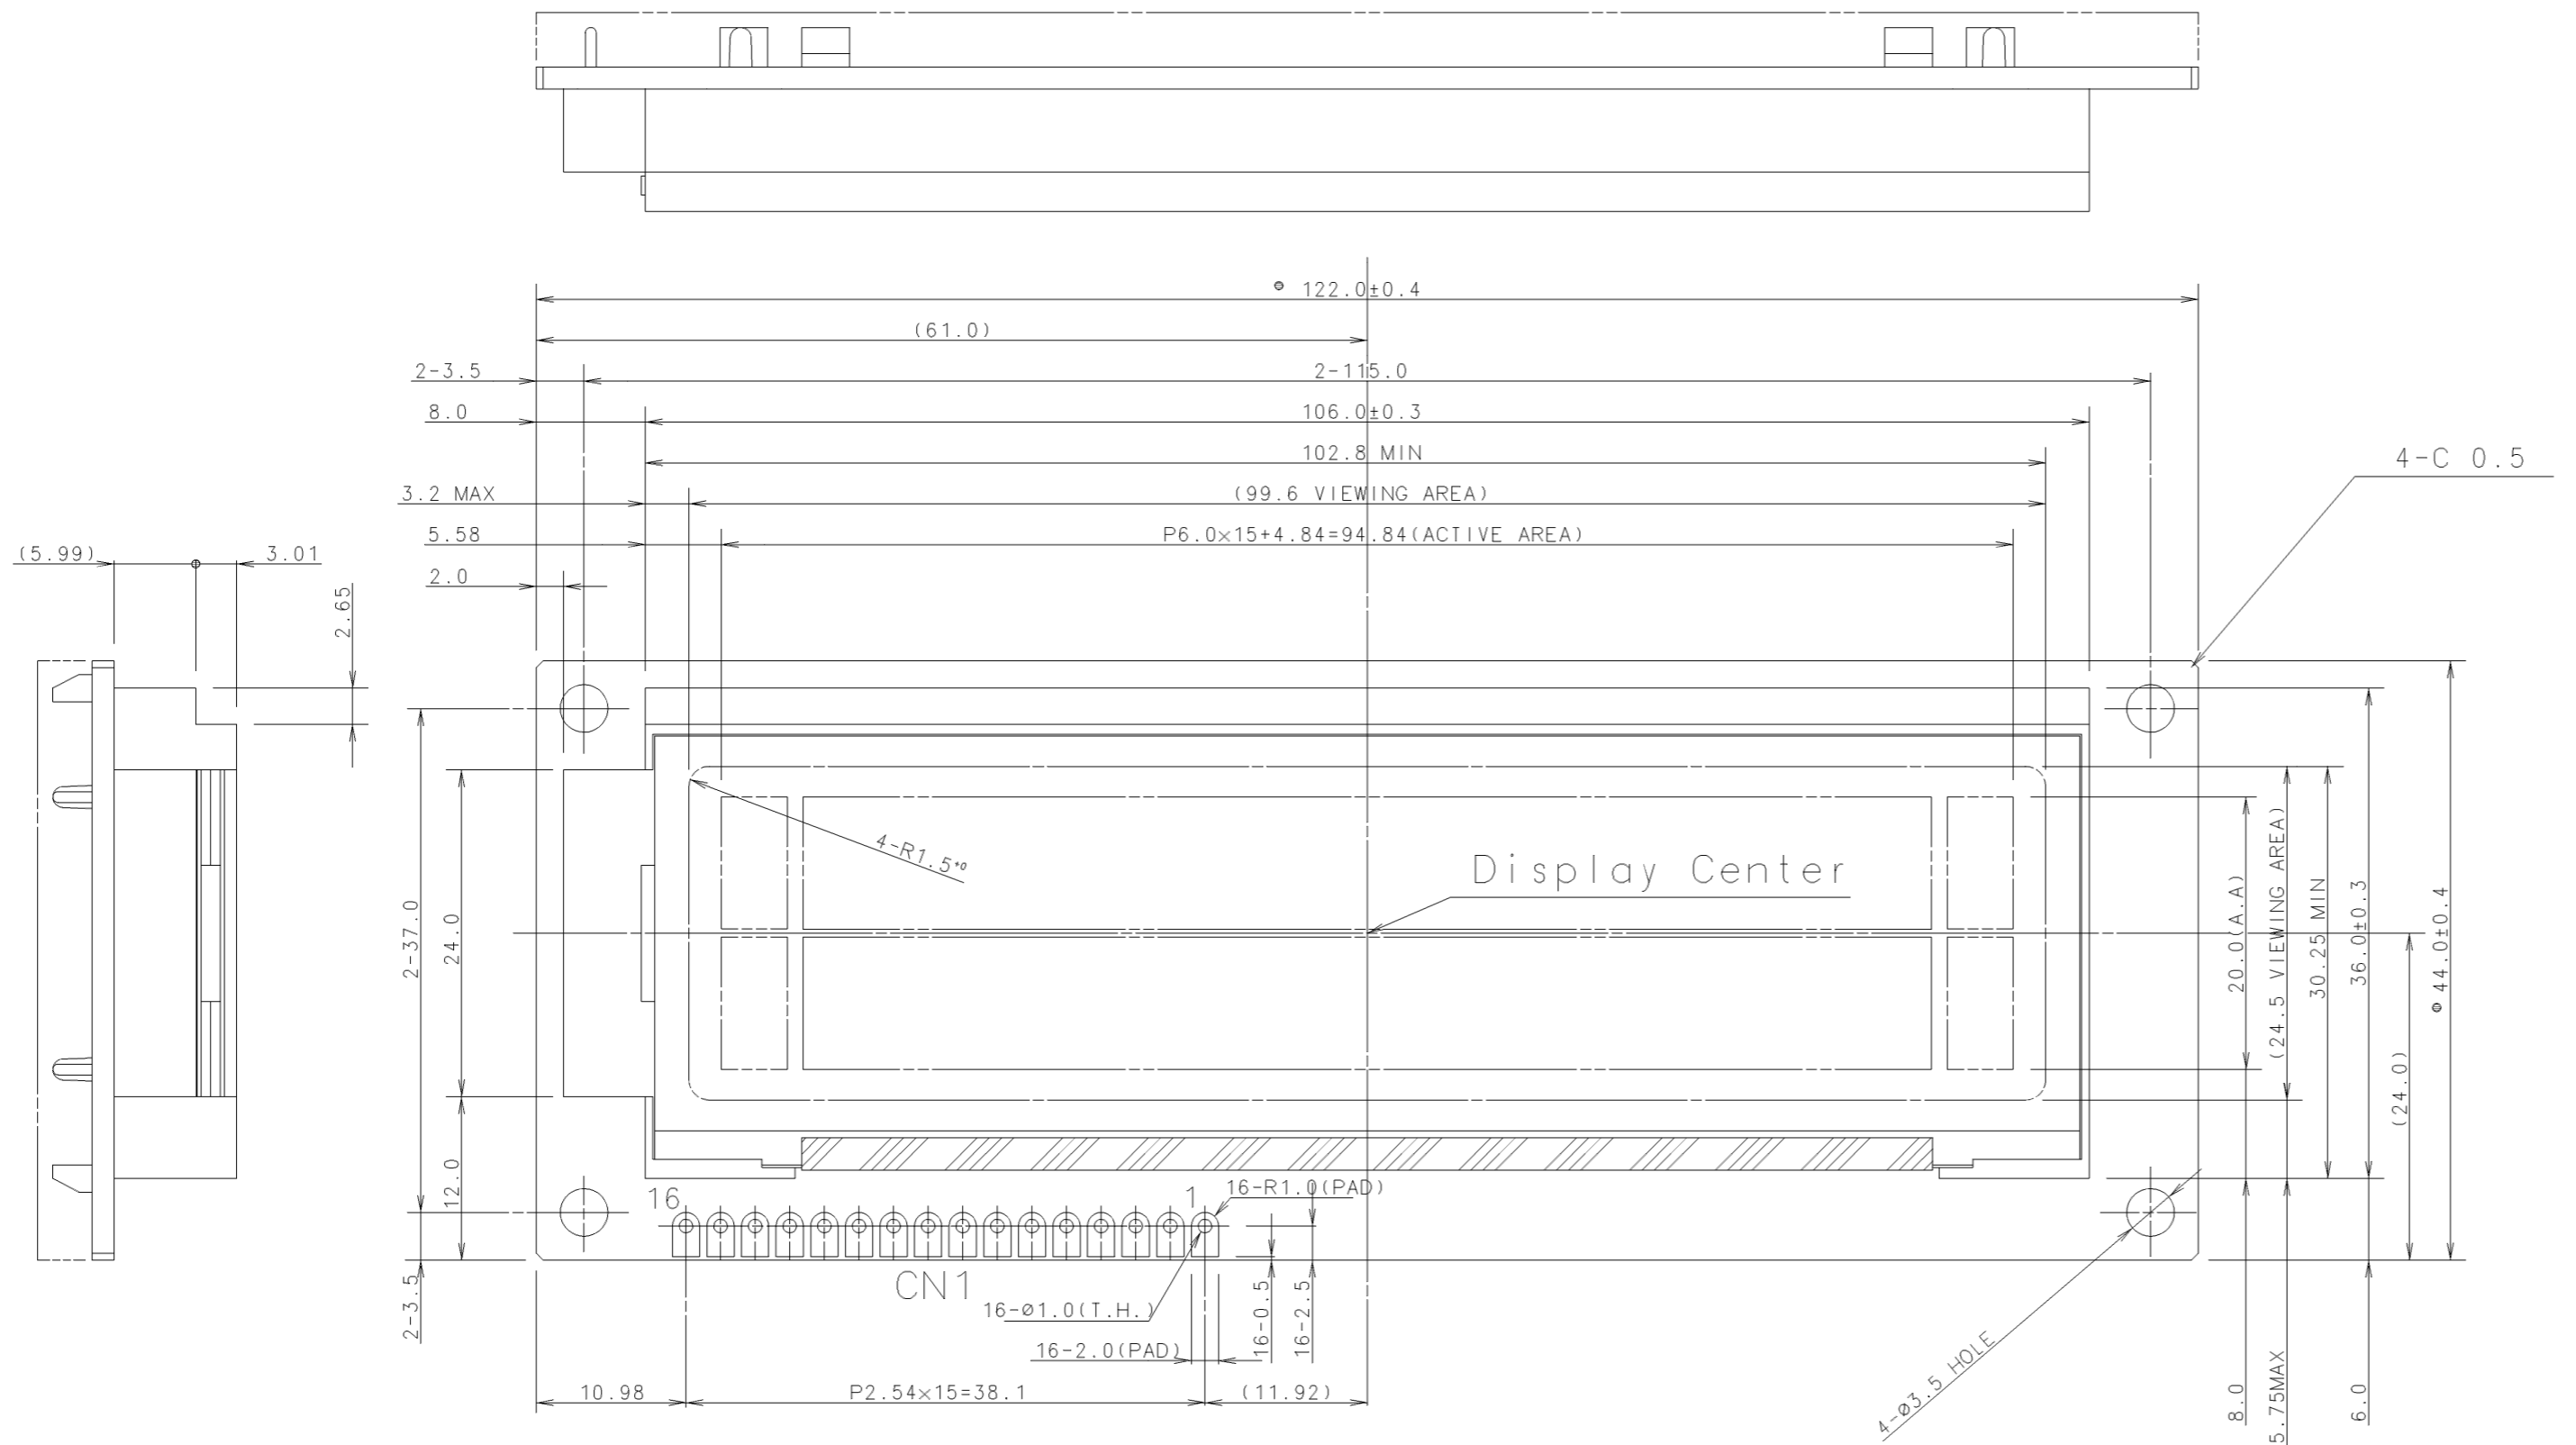 122.0±0.4
(61.0)
2-3.5
2-115.0
8.0
106.0±0.3
102.8 MIN
4-C 0.5
3.2 MAX
(99.6 VIEWING AREA)
5.58
P6.0×15+4.84=94.84(ACTIVE AREA)
(5.99)
3.01
2.0
2.65
4-R1.5
Display Center
2-37.0
24.0
12.0
2-3.5
20.0(A.A)
(24.5 VIEWING AREA)
30.25 MIN
36.0±0.3
(24.0)
44.0±0.4
16
1
16-R1.0(PAD)
CN1
16-ø1.0(T.H.)
16-2.0(PAD)
16-0.5
16-2.5
10.98
P2.54×15=38.1
(11.92)
4-ø3.5 HOLE
8.0
5.75MAX
6.0